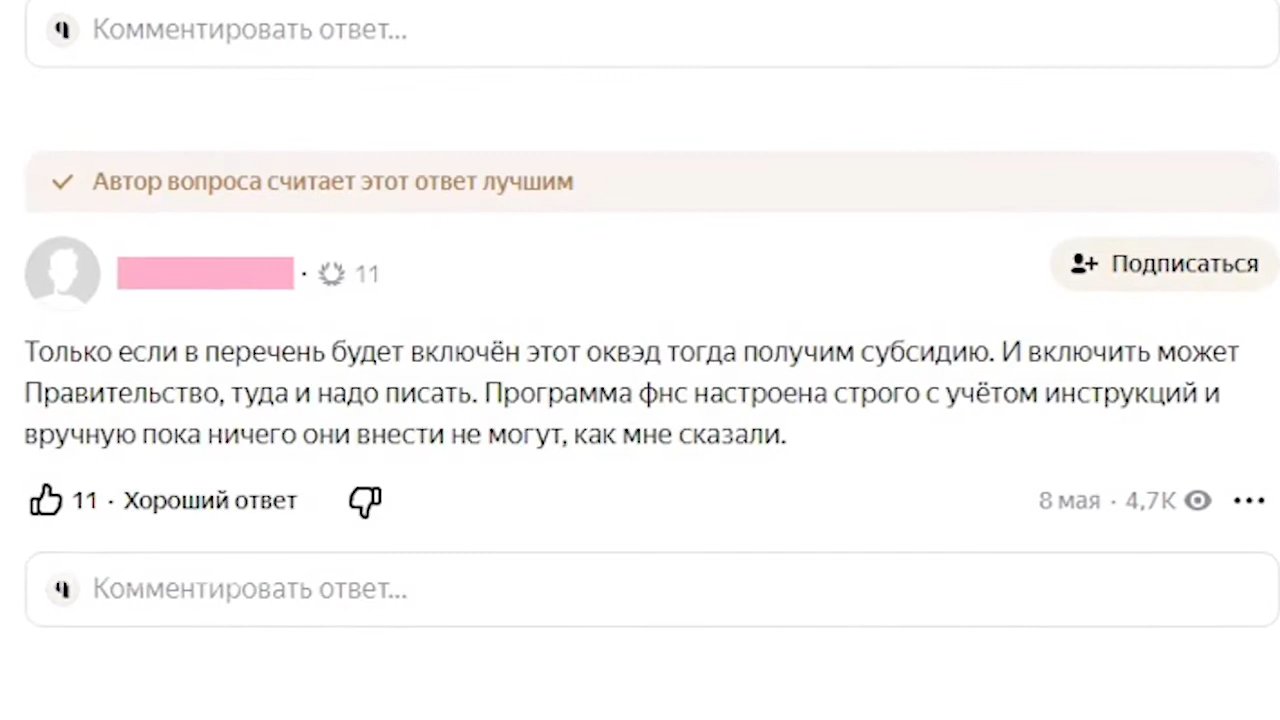 ч Комментировать ответ...
Автор вопроса считает этот ответ лучшим
· 11
Подписаться
Только если в перечень будет включён этот оквэд тогда получим субсидию. И включить может
Правительство, туда и надо писать. Программа фнс настроена строго с учётом инструкций и
вручную пока ничего они внести не могут, как мне сказали.
11 · Хороший ответ
8 мая · 4,7К
ч Комментировать ответ...